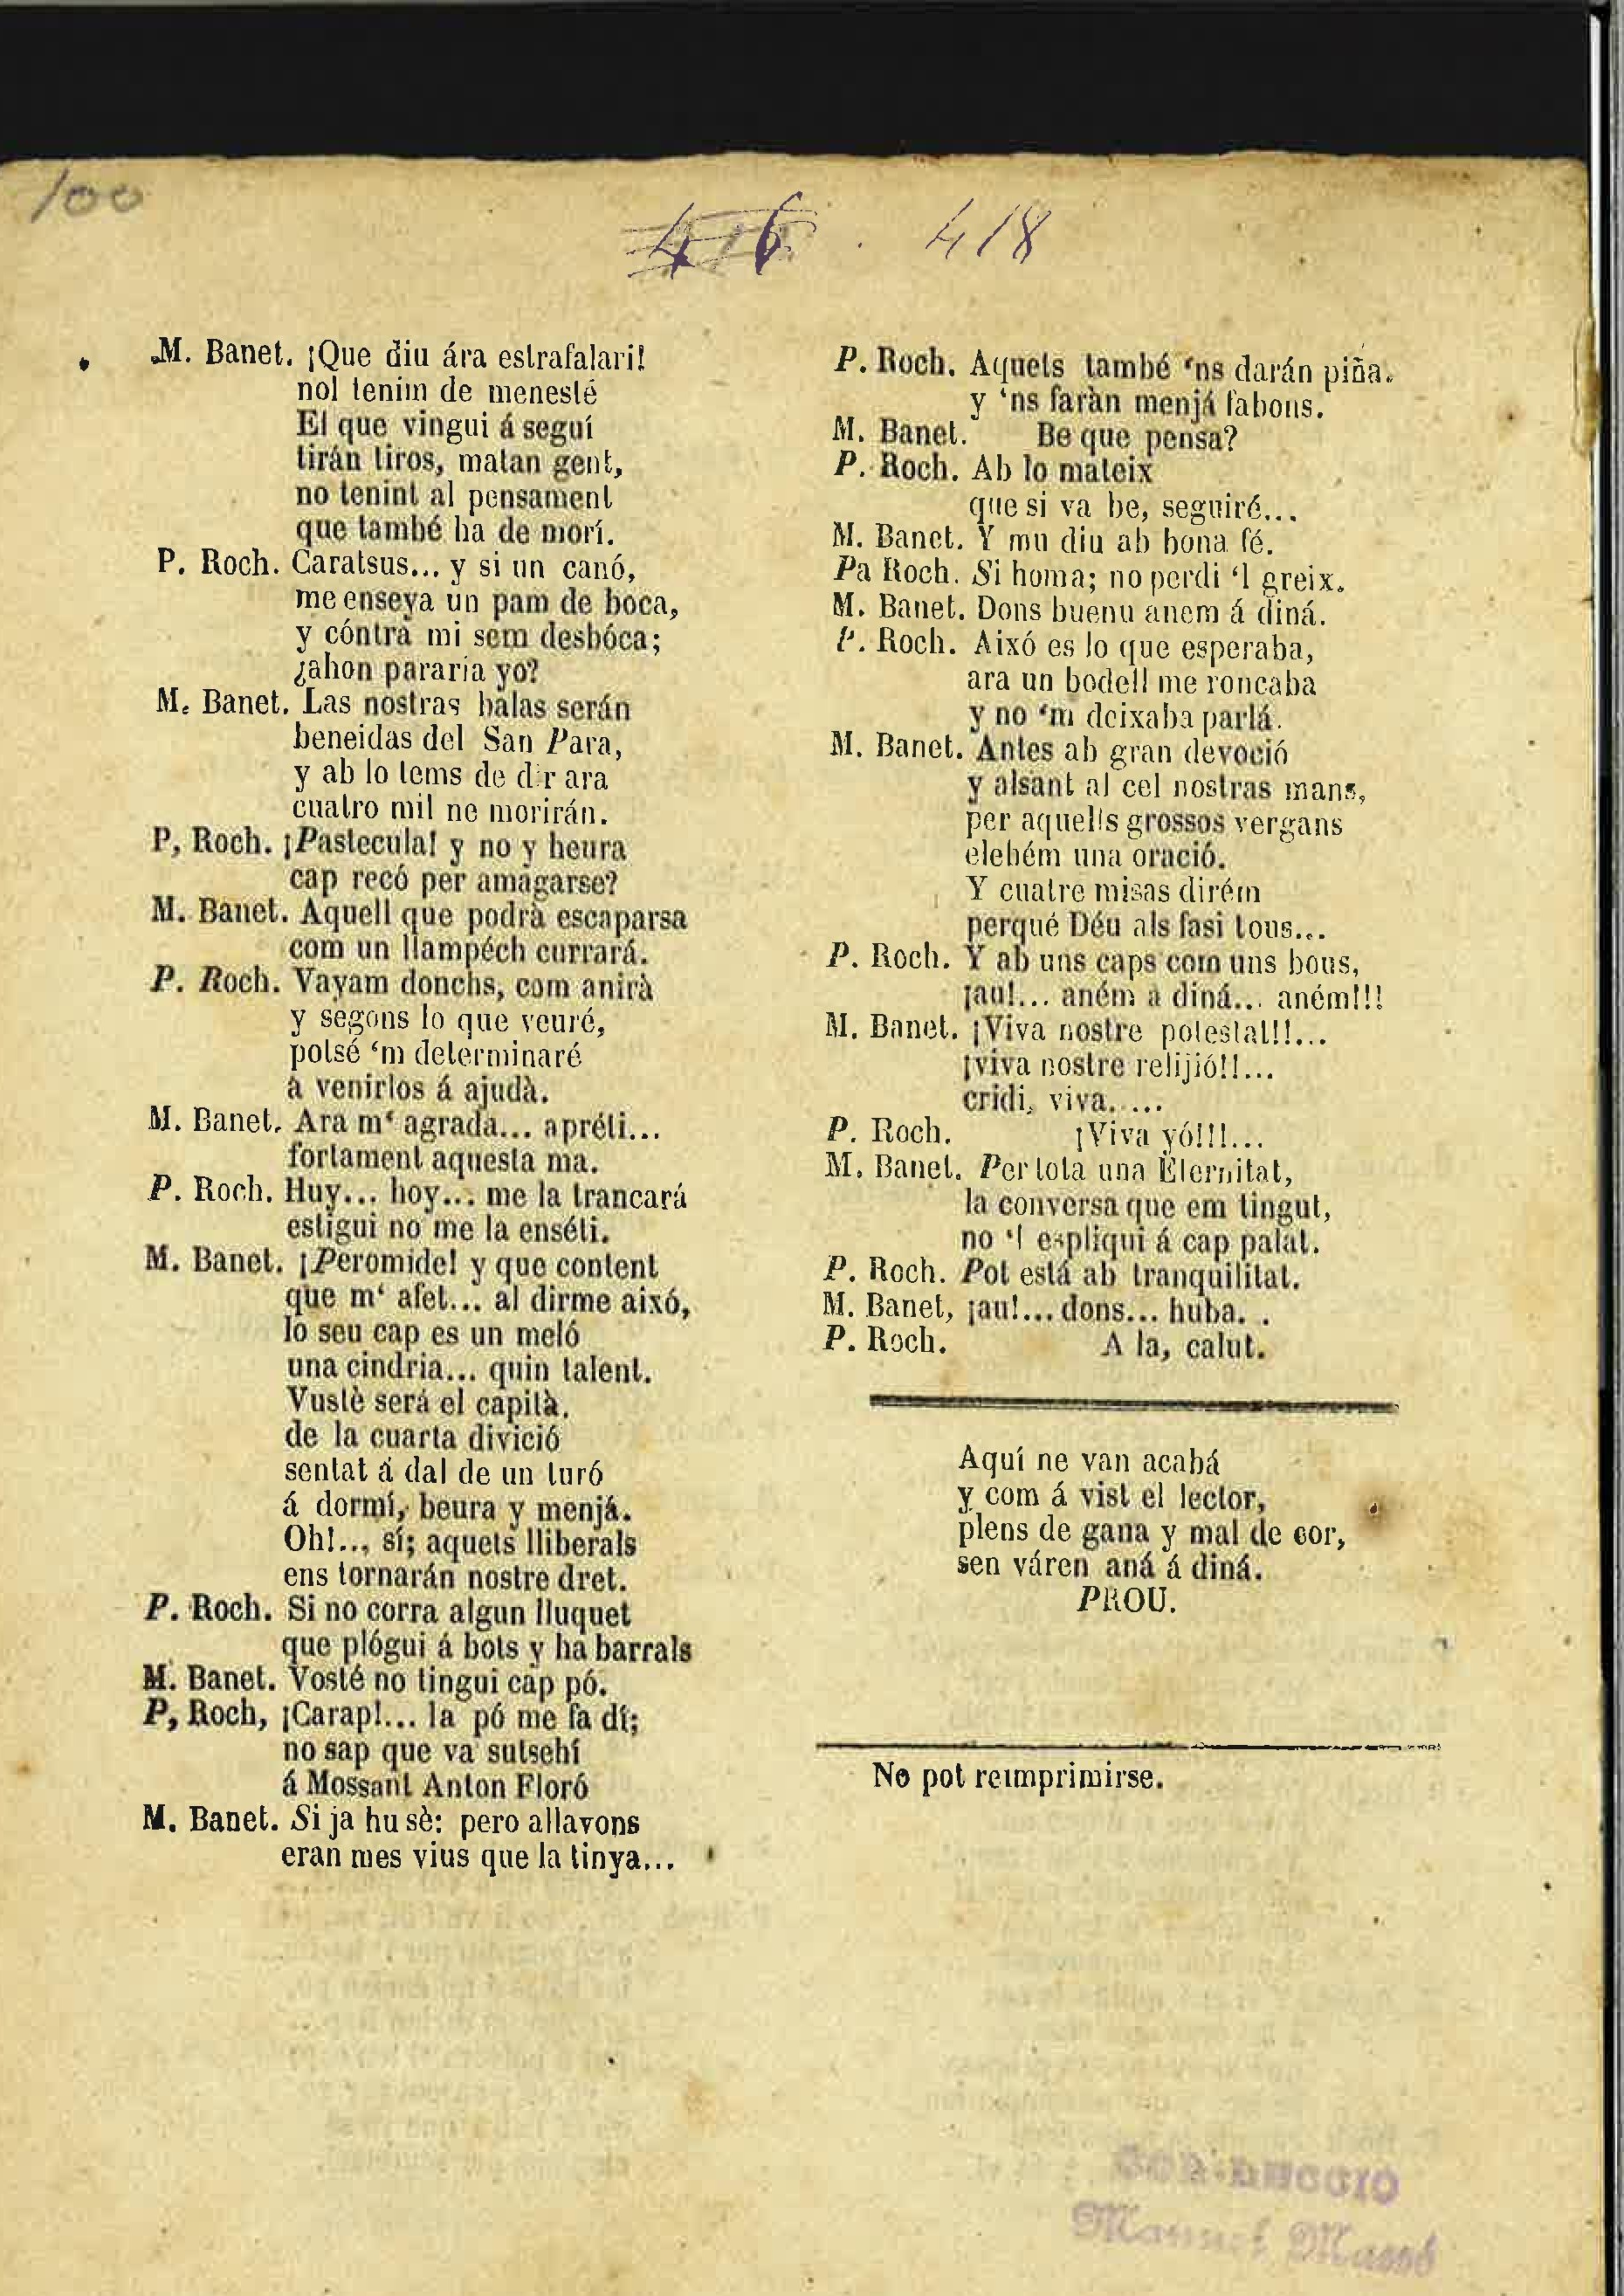 100
418
M. Banet. ¡Que diu ára estrafalari!
nol tenim de menesté
El que vingui á seguí
tirán tiros, matan gent,
no tenint al pensament
que també ha de morí.
P. Roch. Caratsus... y si un canó,
me enseya un pam de boca,
y cóntra mi sem desbóca;
¿ahon pararia yo?
M. Banet. Las nostras balas serán
beneidas del San Para,
y ab lo tems de dir ara
cuatro mil ne morirán.
P, Roch. ¡Pastecula! y no y heura
cap recó per amagarse?
M. Banet. Aquell que podrà escaparsa
com un llampéch currará.
P. Roch. Vayam donchs, com anirà
y segons lo que veuré,
potsé ‘m determinaré
à venirlos á ajudà.
M. Banet. Ara m‘ agrada... apréti...
fortament aquesta ma.
P. Roch. Huy... hoy... me la trancará
estigui no me la enséti.
M. Banet. ¡Peromide! y que content
que m‘ afet... al dirme aixó,
lo seu cap es un meló
una cindria... quin talent.
Vustè será el capità.
de la cuarta divició
sentat á dal de un turó
á dormí, beura y menjá.
Oh!.., sí; aquets lliberals
ens tornarán nostre dret.
P. Roch. Si no corra algun lluquet
que plógui á bots y ha barrals
M. Banet. Vosté no tingui cap pó.
P, Roch, ¡Carap!... la pó me fa dí;
no sap que va sutsehí
á Mossant Anton Floró
M. Banet. Si ja hu sè: pero allavons
eran mes vius que la tinya...
P. Roch. Aquets també ‘ns darán piña.
y ‘ns faràn menjá fabons.
M. Banet. Be que pensa?
P. Roch. Ab lo mateix
que si va be, seguiré...
M. Banet. Y mu diu ab bona fé.
Pa Roch. Si homa; no perdi ‘l greix.
M. Banet. Dons buenu anem á diná.
P. Roch. Aixó es lo que esperaba,
ara un bodell me roncaba
y no ‘m deixaba parlá.
M. Banet. Antes ab gran devoció
y alsant al cel nostras mans,
per aquells grossos vergans
elebém una oració.
Y cuatre misas dirém
perqué Déu als fasi tous...
P. Roch. Y ab uns caps com uns bous,
¡au!... aném a diná... aném!!!
M. Banet. ¡Viva nostre potestat!!...
¡viva nostre relijió!!...
cridi, viva. ...
P. Roch. ¡Viva yó!!!...
M. Banet. Per tota una Eternitat,
la conversa que em tingut,
no ‘l espliqui á cap palat.
P. Roch. Pot está ab tranquilitat.
M. Banet, ¡au!... dons... huba. .
P. Roch. A la, calut.
Aquí ne van acabá
y com á vist el lector,
plens de gana y mal de cor,
sen váren aná á diná.
PROU.
No pot reimprimirse.
Manuel Massó